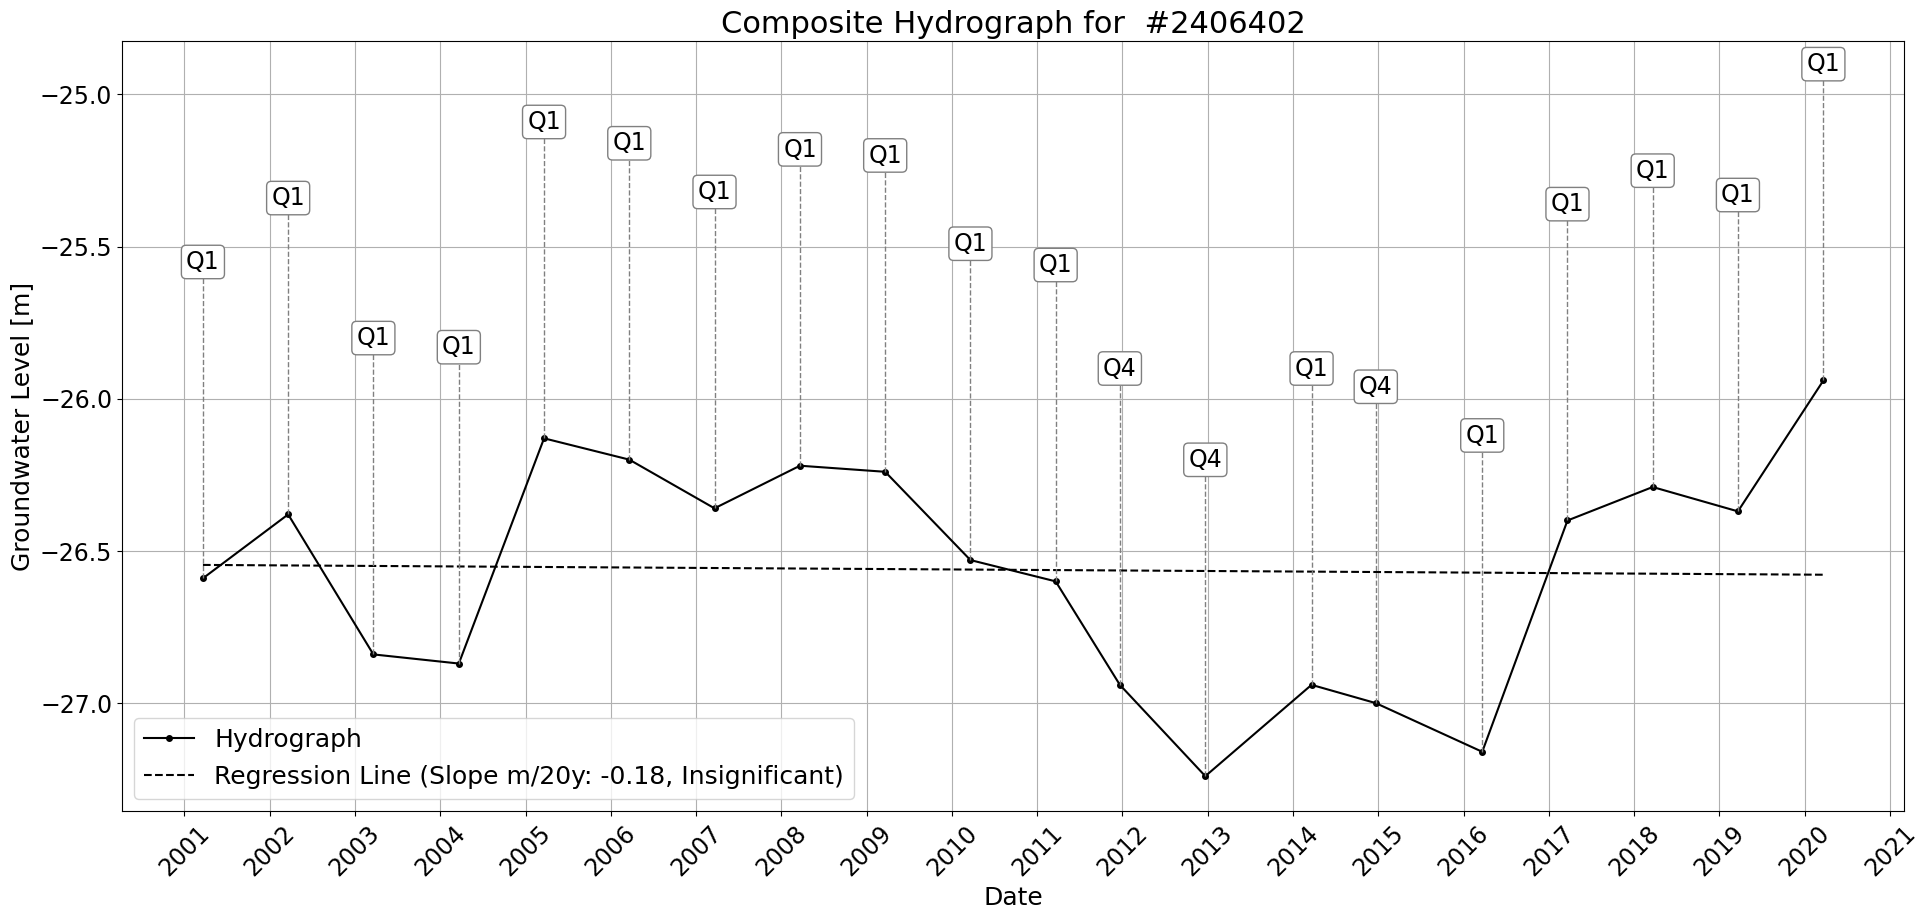 Composite Hydrograph for  #2406402
Groundwater Level [m]
−25.0
−25.5
−26.0
−26.5
−27.0
Q1
Q1
Q1
Q1
Q1
Q1
Q1
Q1
Q1
Q1
Q1
Q4
Q4
Q1
Q4
Q1
Q1
Q1
Q1
Q1
Hydrograph
Regression Line (Slope m/20y: -0.18, Insignificant)
2001
2002
2003
2004
2005
2006
2007
2008
2009
2010
2011
2012
2013
2014
2015
2016
2017
2018
2019
2020
2021
Date